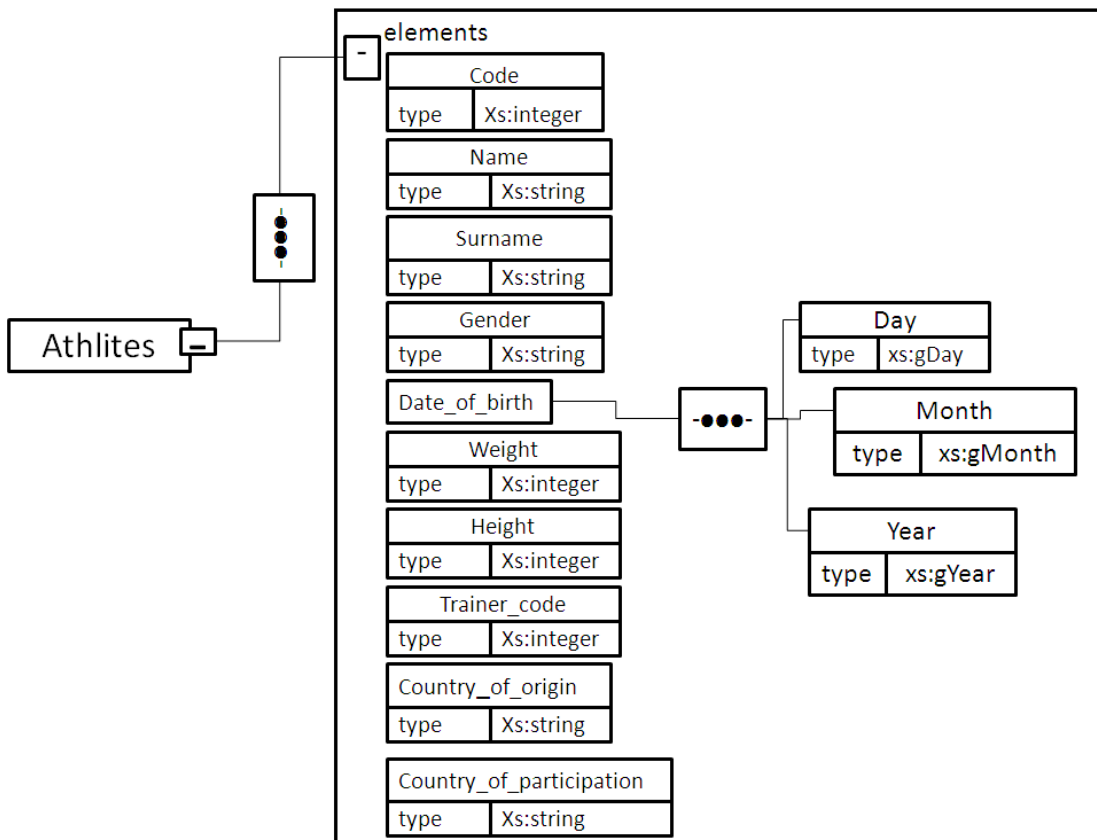 elements
Code
type Xs:integer
Name
type Xs:string
Surname
type Xs:string
Gender
type Xs:string
Date_of_birth
Weight
type Xs:integer
Height
type Xs:integer
Trainer_code
type Xs:integer
Country_of_origin
type Xs:string
Country_of_participation
type Xs:string
Athlites
Day
type xs:gDay
Month
type xs:gMonth
Year
type xs:gYear